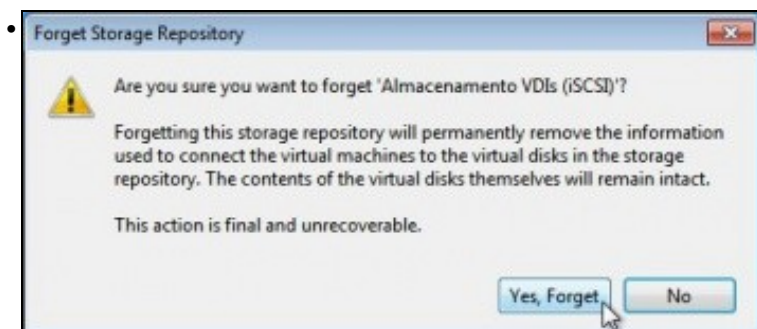 Forget Storage Repository
Are you sure you want to forget 'Almacenamento VDIs (iSCSI)'?
Forgetting this storage repository will permanently remove the information
used to connect the virtual machines to the virtual disks in the storage
repository. The contents of the virtual disks themselves will remain intact.
This action is final and unrecoverable.
Yes, Forget No